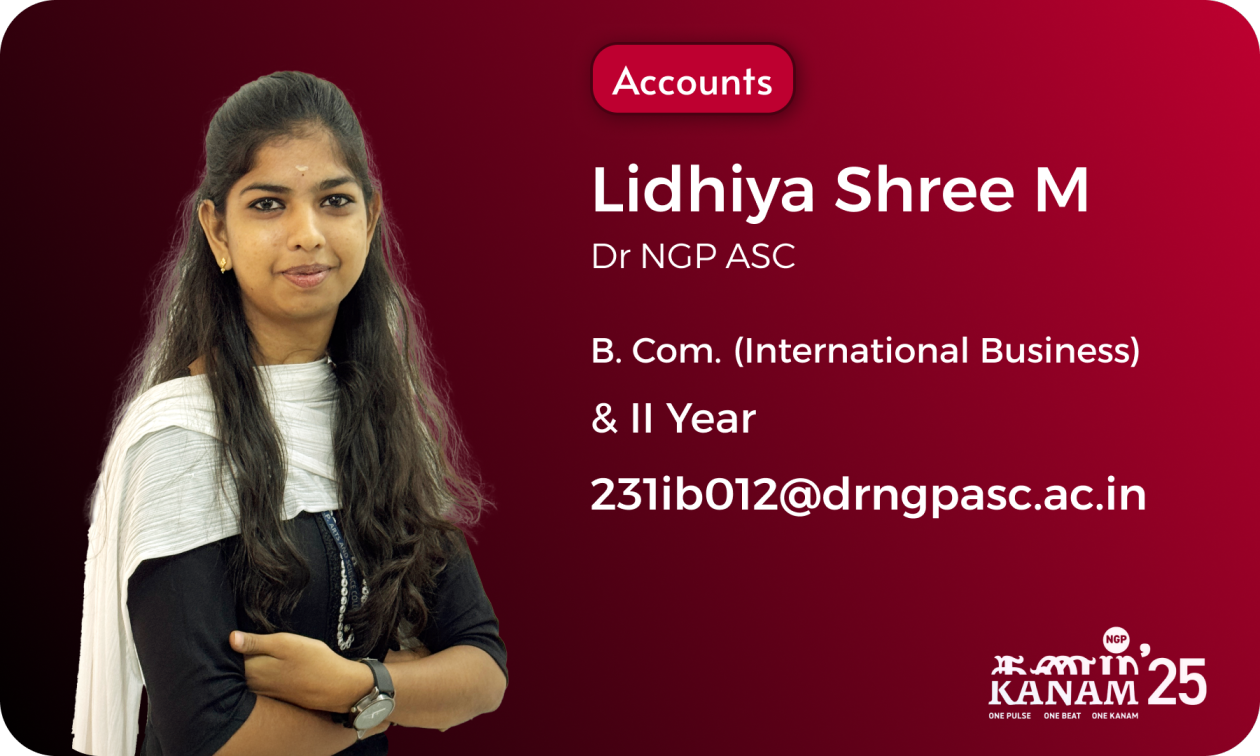 Accounts
Lidhiya Shree M
Dr NGP ASC
B. Com. (International Business)
& II Year
231ib012@drngpasc.ac.in
NGP
கணம் '25
KANAM
ONE PULSE ONE BEAT ONE KANAM